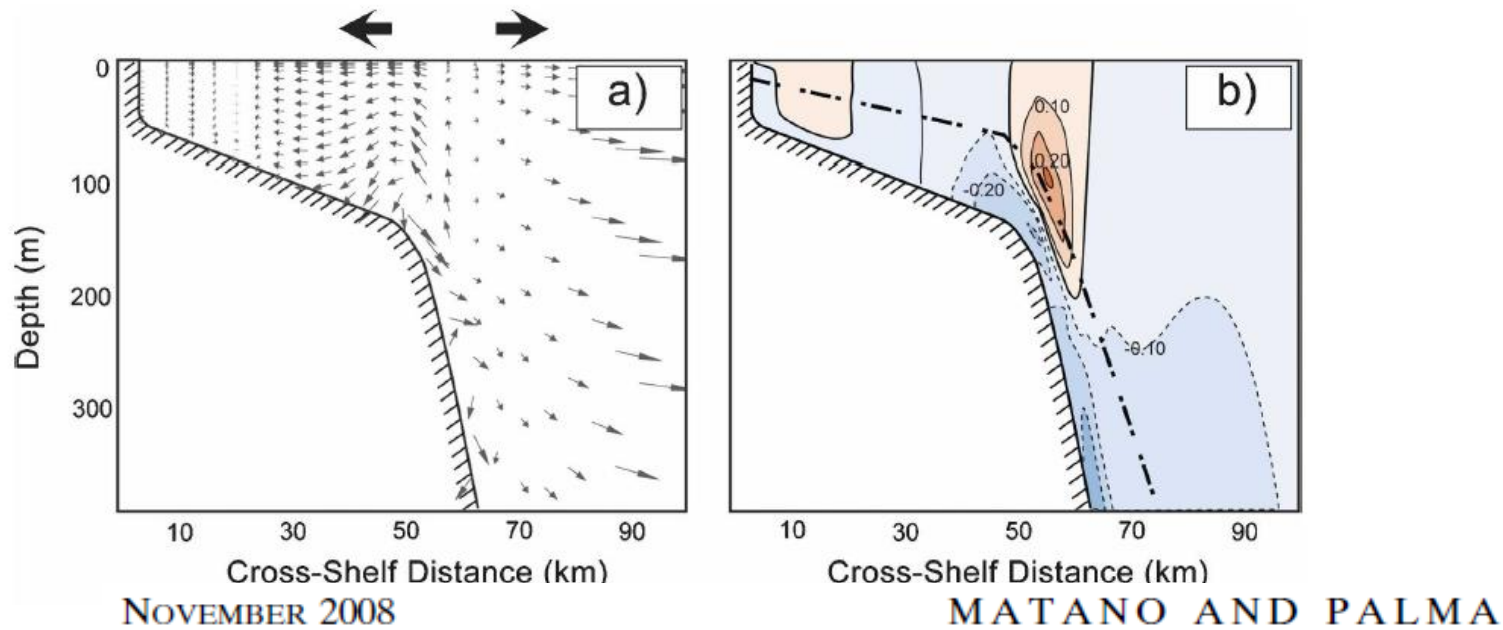 0
100
200
300
Depth (m)
a)
10 30 50 70 90
Cross-Shelf Distance (km)
b)
0.10
0.20
-0.20
-0.10
10 30 50 70 90
Cross-Shelf Distance (km)
NOVEMBER 2008
MATANO AND PALMA